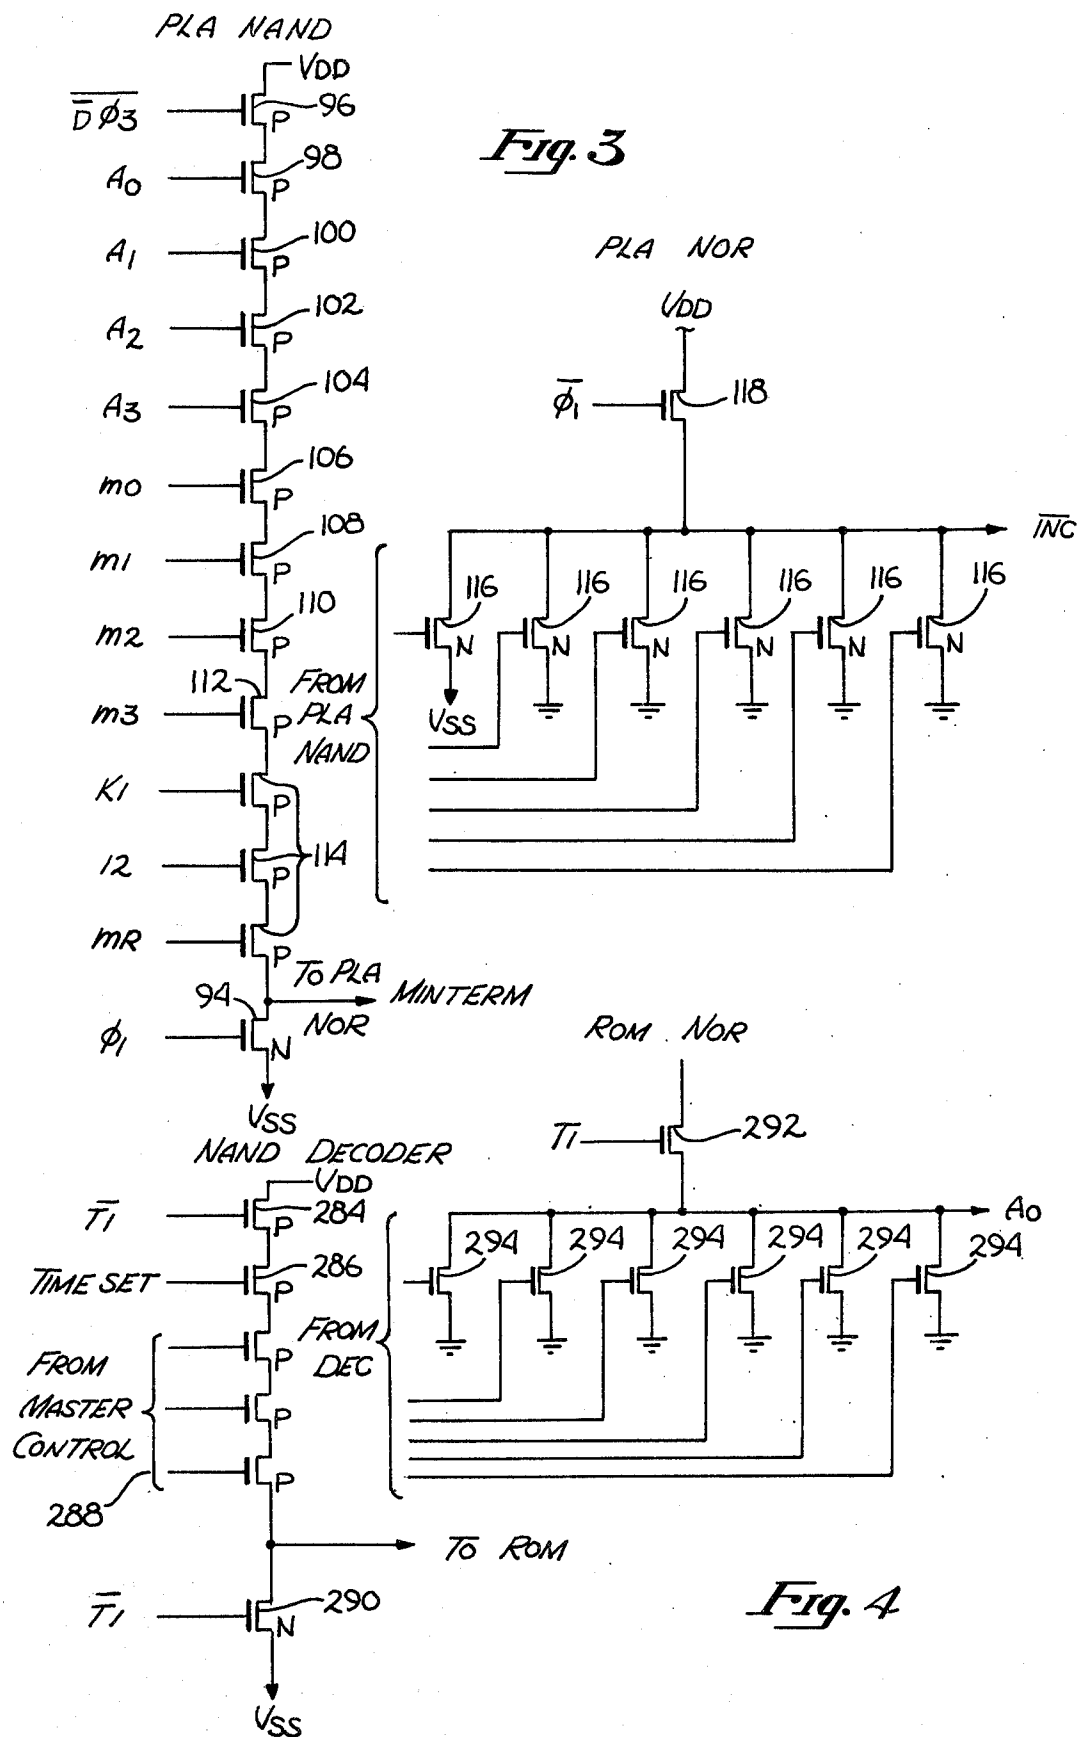 PLA NAND
VDD
D̅ φ3
96
P
Fig. 3
A0
98
P
A1
100
P
PLA NOR
A2
102
P
VDD
A3
104
P
φ̅1
118
m0
106
P
m1
108
P
INC
116 116 116 116 116 116
m2
110
P
N N N N N N
112
m3
P
FROM
PLA
NAND
VSS
K1
P
I2
114
P
mR
P
TO PLA
NOR
MINTERM
94
φ1
N
VSS
ROM NOR
T1
292
NAND DECODER
VDD
T̅1
284
P
A0
294 294 294 294 294 294
TIME SET
286
P
FROM
DEC
FROM
MASTER
CONTROL
P
P
P
288
TO ROM
T̅1
290
N
Fig. 4
VSS